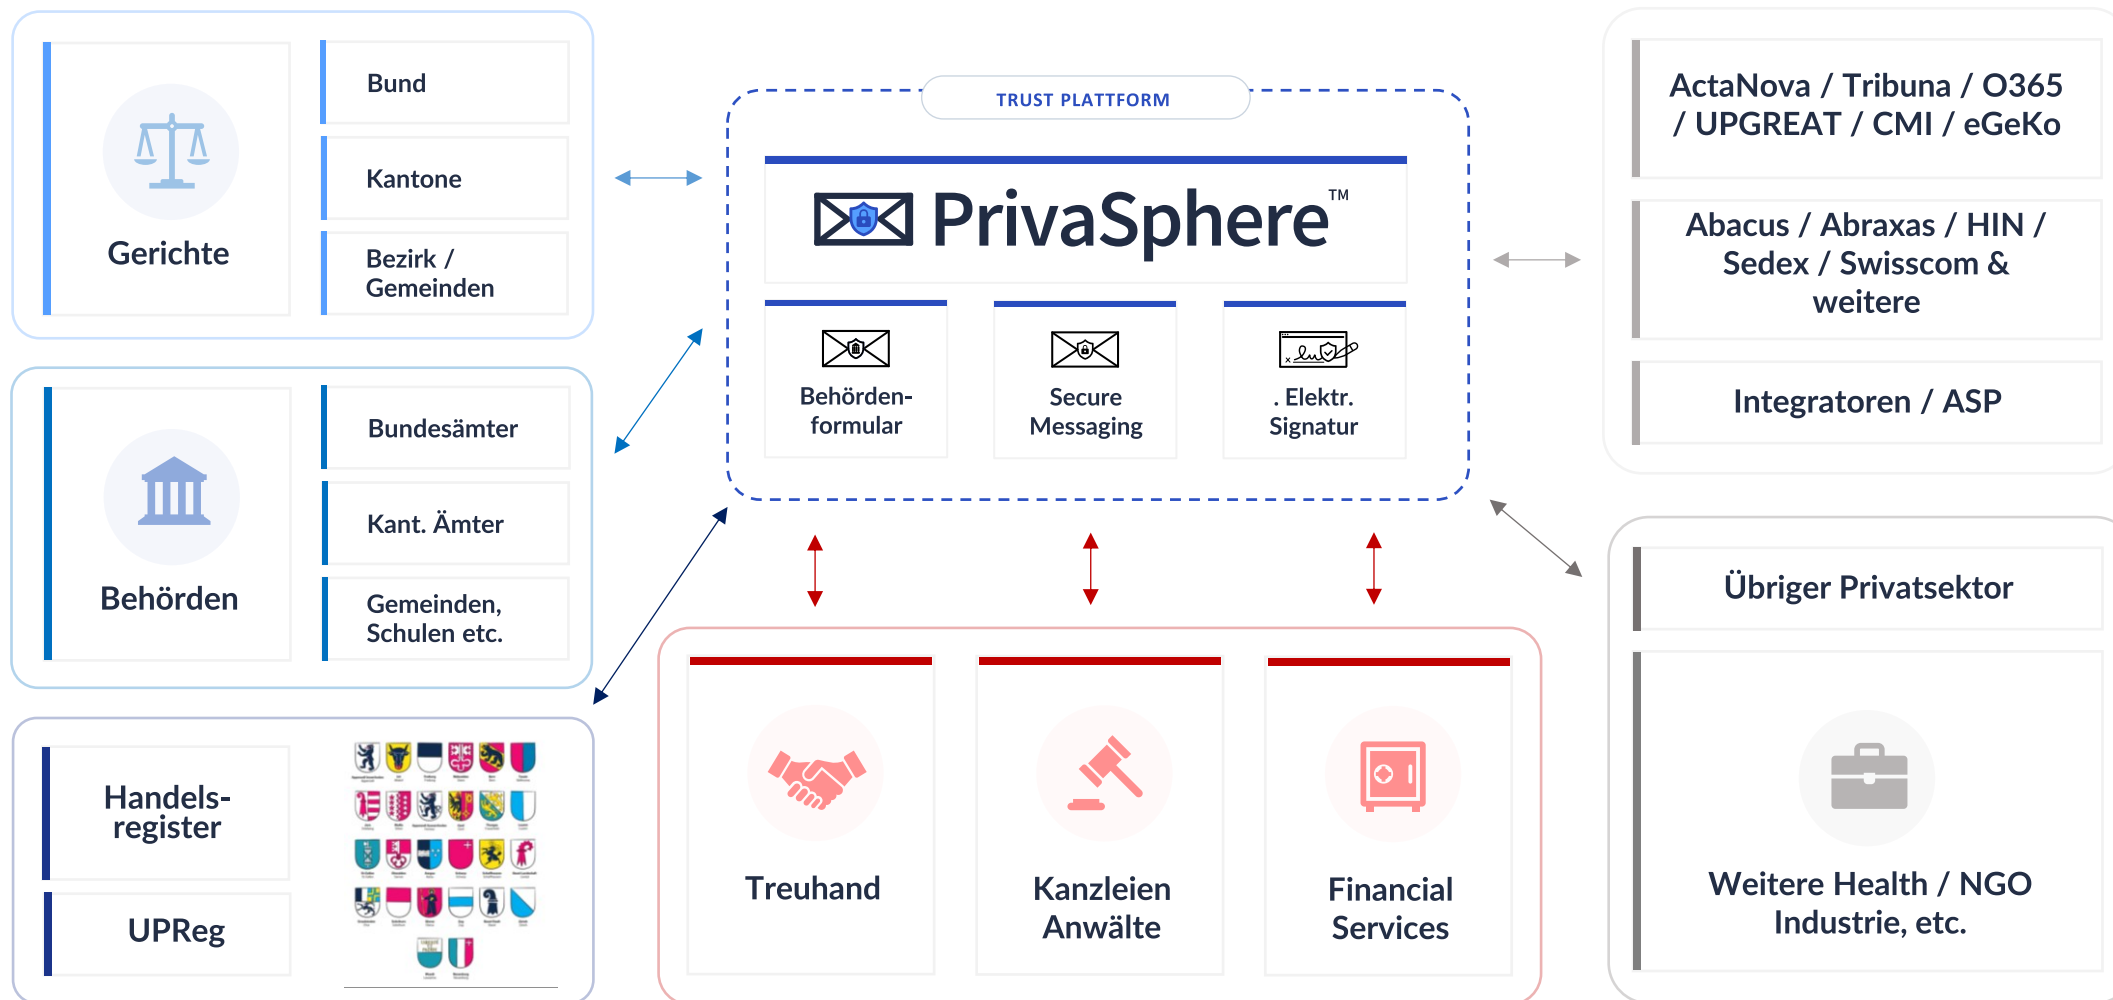 Gerichte
Bund
Kantone
Bezirk /
Gemeinden
Behörden
Bundesämter
Kant. Ämter
Gemeinden,
Schulen etc.
Handels-
register
UPReg
TRUST PLATTFORM
PrivaSphere™
Behörden-
formular
Secure
Messaging
. Elektr.
Signatur
Treuhand
Kanzleien
Anwälte
Financial
Services
ActaNova / Tribuna / O365
/ UPGREAT / CMI / eGeKo
Abacus / Abraxas / HIN /
Sedex / Swisscom &
weitere
Integratoren / ASP
Übriger Privatsektor
Weitere Health / NGO
Industrie, etc.